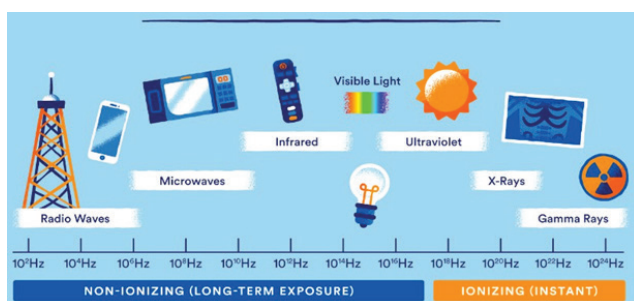 Visible Light
Infrared
Ultraviolet
Microwaves
X-Rays
Radio Waves
Gamma Rays
10²Hz 10⁴Hz 10⁶Hz 10⁸Hz 10¹⁰Hz 10¹²Hz 10¹⁴Hz 10¹⁶Hz 10¹⁸Hz 10²⁰Hz 10²²Hz 10²⁴Hz
NON-IONIZING (LONG-TERM EXPOSURE) IONIZING (INSTANT)